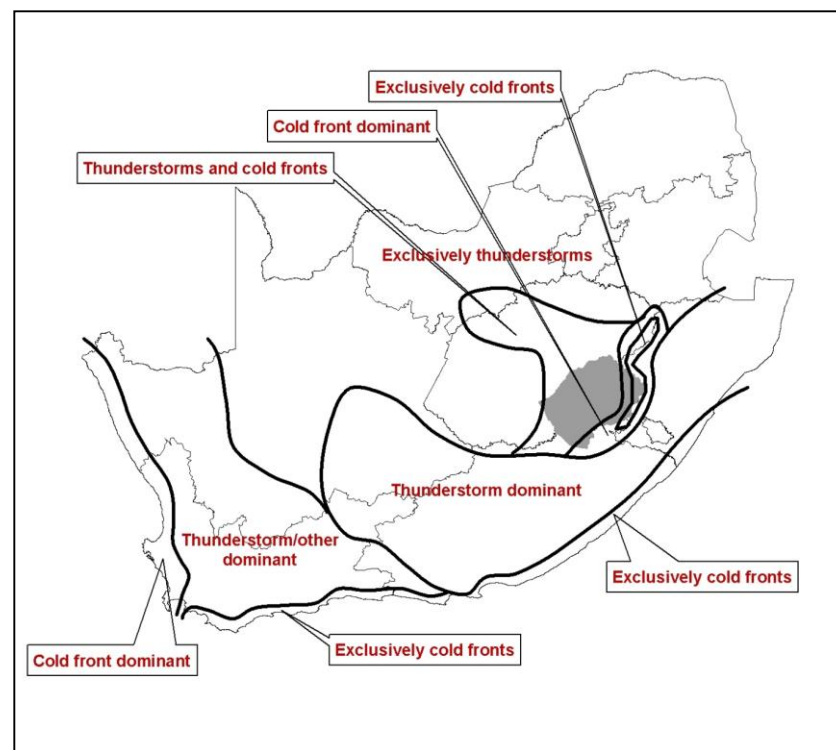 Exclusively cold fronts
Cold front dominant
Thunderstorms and cold fronts
Exclusively thunderstorms
Thunderstorm dominant
Thunderstorm/other
dominant
Exclusively cold fronts
Exclusively cold fronts
Cold front dominant